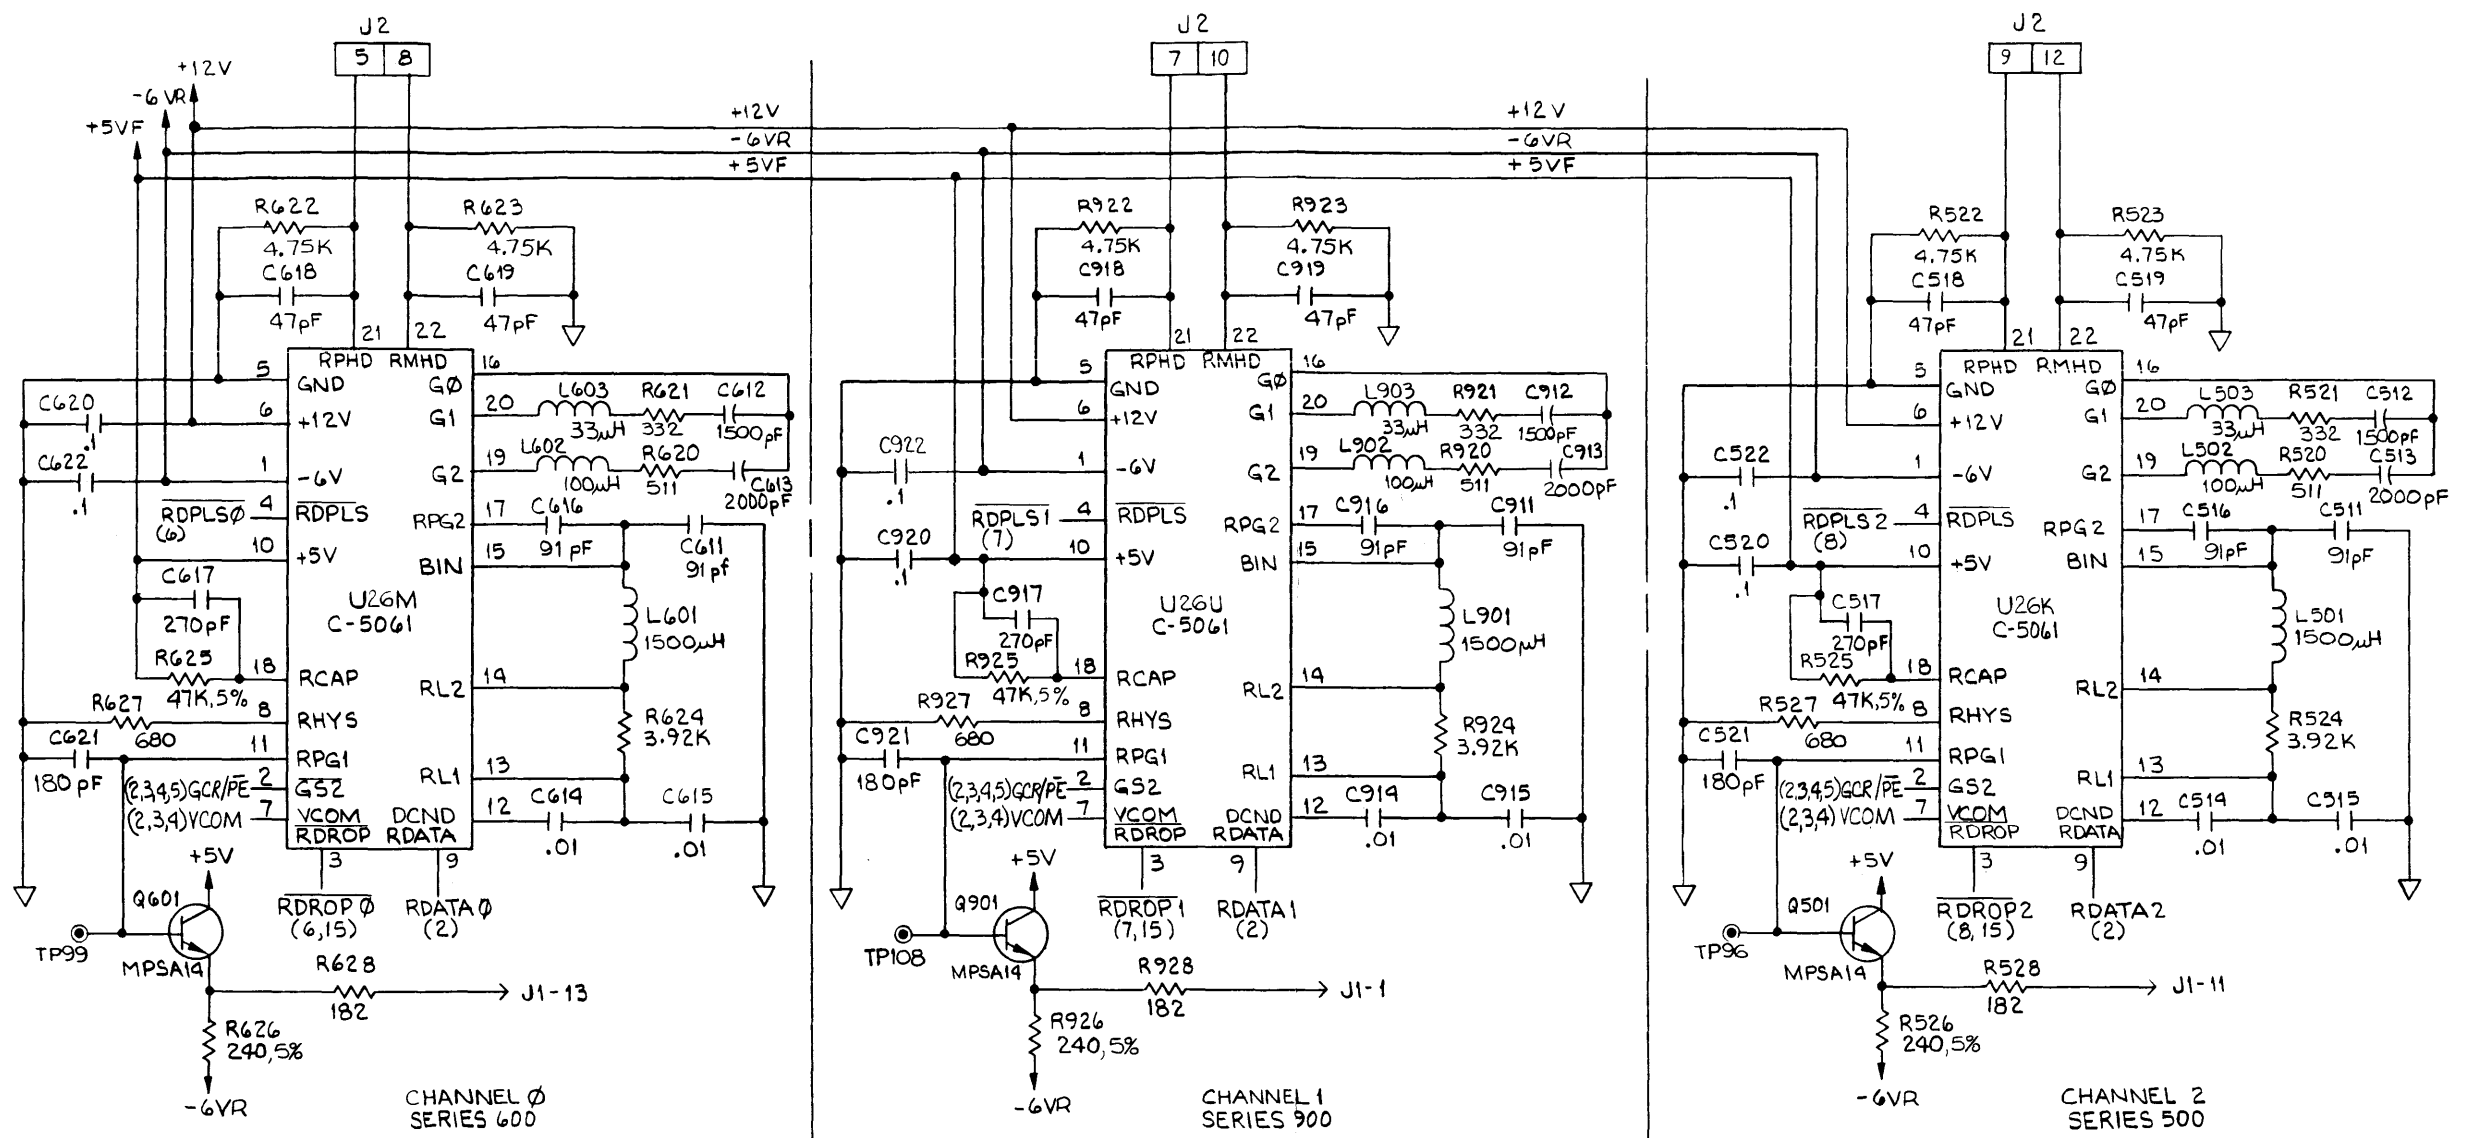 J2
5 8
+12V
-6VR
+5VF
R622
4.75K
R623
4.75K
C618
47pF
C619
47pF
21
22
RPHD RMHD
5
GND
GØ
16
C620
.1
6
+12V
G1
20
L603
33µH
R621
332
C612
1500pF
C622
.1
1
-6V
G2
19
L602
100µH
R620
511
C613
2000pF
RDPLSØ
(6)
4
RDPLS
RPG2
17
C616
91pF
C611
91pf
10
+5V
BIN
15
C617
270pF
U26M
C-5061
L601
1500µH
R625
47K,5%
18
RCAP
RL2
14
R627
680
8
RHYS
R624
3.92K
C621
180pF
11
RPG1
RL1
13
(2,3,4,5)GCR/PE
2
GS2
(2,3,4)VCOM
7
VCOM
DCND
12
C614
.01
C615
.01
RDROP
RDATA
3
9
RDROPØ
(6,15)
RDATAØ
(2)
+5V
Q601
TP99
MPSA14
R628
182
J1-13
R626
240,5%
-6VR
CHANNEL Ø
SERIES 600
J2
7 10
+12V
-6VR
+5VF
R922
4.75K
R923
4.75K
C918
47pF
C919
47pF
21
22
RPHD RMHD
5
GND
GØ
16
6
+12V
G1
20
L903
33µH
R921
332
C912
1500pF
C922
.1
1
-6V
G2
19
L902
100µH
R920
511
C913
2000pF
RDPLS1
(7)
4
RDPLS
RPG2
17
C916
91pF
C911
91pF
C920
.1
10
+5V
BIN
15
C917
270pF
U26U
C-5061
L901
1500µH
R925
47K,5%
18
RCAP
RL2
14
R927
680
8
RHYS
R924
3.92K
C921
180pF
11
RPG1
RL1
13
(2,3,4,5)GCR/PE
2
GS2
(2,3,4)VCOM
7
VCOM
DCND
12
C914
.01
C915
.01
RDROP
RDATA
3
9
RDROP1
(7,15)
RDATA1
(2)
+5V
Q901
TP108
MPSA14
R928
182
J1-1
R926
240,5%
-6VR
CHANNEL 1
SERIES 900
J2
9 12
+12V
-6VR
+5VF
R522
4.75K
R523
4.75K
C518
47pF
C519
47pF
21
22
RPHD RMHD
5
GND
GØ
16
6
+12V
G1
20
L503
33µH
R521
332
C512
1500pF
C522
.1
1
-6V
G2
19
L502
100µH
R520
511
C513
2000pF
RDPLS2
(8)
4
RDPLS
RPG2
17
C516
91pF
C511
91pF
C520
.1
10
+5V
BIN
15
C517
270pF
U26K
C-5061
L501
1500µH
R525
47K,5%
18
RCAP
RL2
14
R527
680
8
RHYS
R524
3.92K
C521
180pF
11
RPG1
RL1
13
(2,3,4,5)GCR/PE
2
GS2
(2,3,4)VCOM
7
VCOM
DCND
12
C514
.01
C515
.01
RDROP
RDATA
3
9
RDROP2
(8,15)
RDATA2
(2)
+5V
Q501
TP96
MPSA14
R528
182
J1-11
R526
240,5%
-6VR
CHANNEL 2
SERIES 500